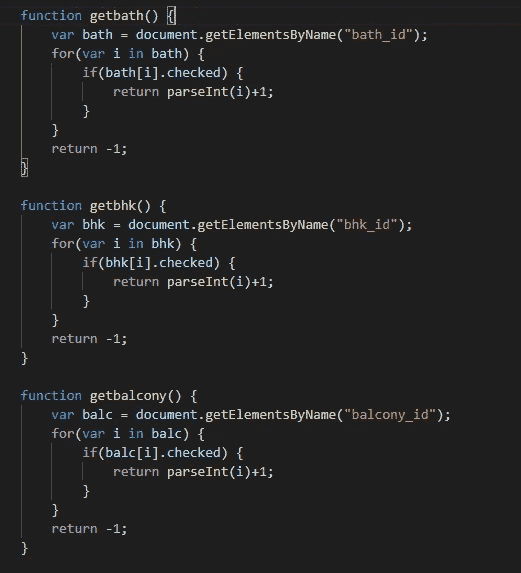 function getbath() {
    var bath = document.getElementsByName("bath_id");
    for(var i in bath) {
        if(bath[i].checked) {
            return parseInt(i)+1;
        }
    }
    return -1;
}

function getbhk() {
    var bhk = document.getElementsByName("bhk_id");
    for(var i in bhk) {
        if(bhk[i].checked) {
            return parseInt(i)+1;
        }
    }
    return -1;
}

function getbalcony() {
    var balc = document.getElementsByName("balcony_id");
    for(var i in balc) {
        if(balc[i].checked) {
            return parseInt(i)+1;
        }
    }
    return -1;
}